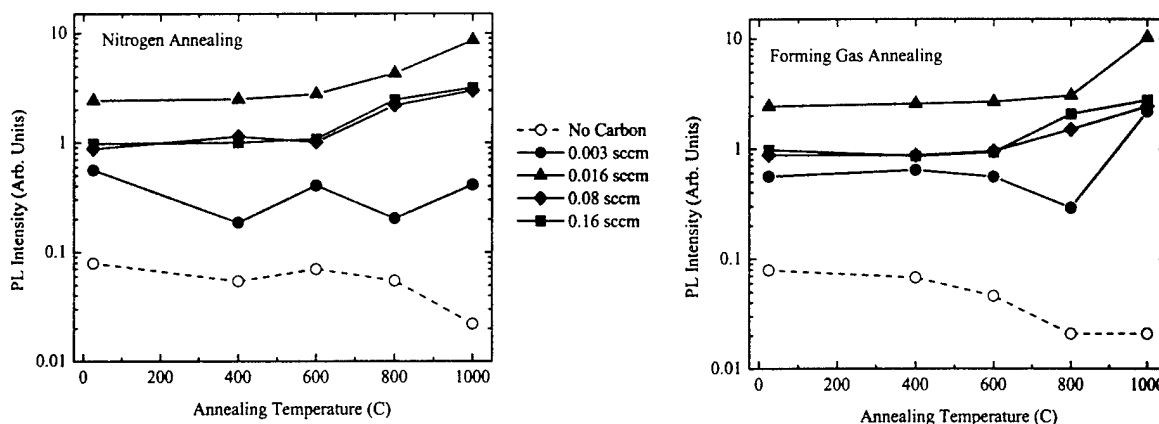 Nitrogen Annealing
PL Intensity (Arb. Units)
10
1
0.1
0.01
0
200
400
600
800
1000
Annealing Temperature (C)
No Carbon
0.003 sccm
0.016 sccm
0.08 sccm
0.16 sccm
Forming Gas Annealing
PL Intensity (Arb. Units)
10
1
0.1
0.01
0
200
400
600
800
1000
Annealing Temperature (C)